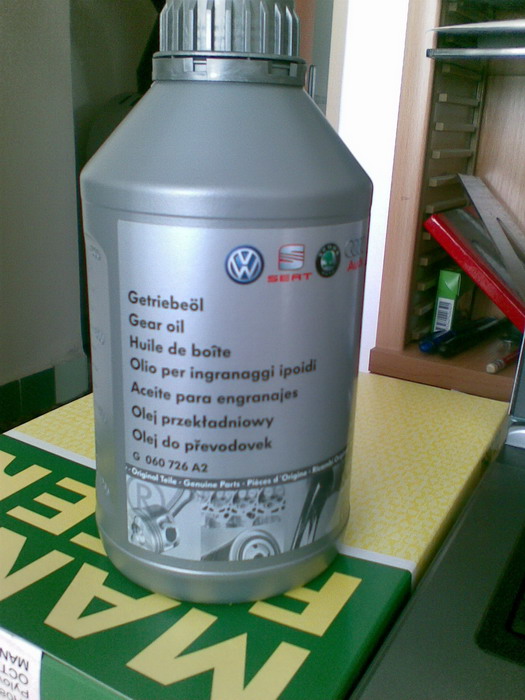 VW
SEAT
Getriebeöl
Gear oil
Huile de boîte
Olio per ingranaggi ipoidi
Aceite para engranajes
Olej przekładniowy
Olej do převodovek
G 060 726 A2
Original Teile · Genuine Parts · Pièces d'Origine ·
MANN
FILTER